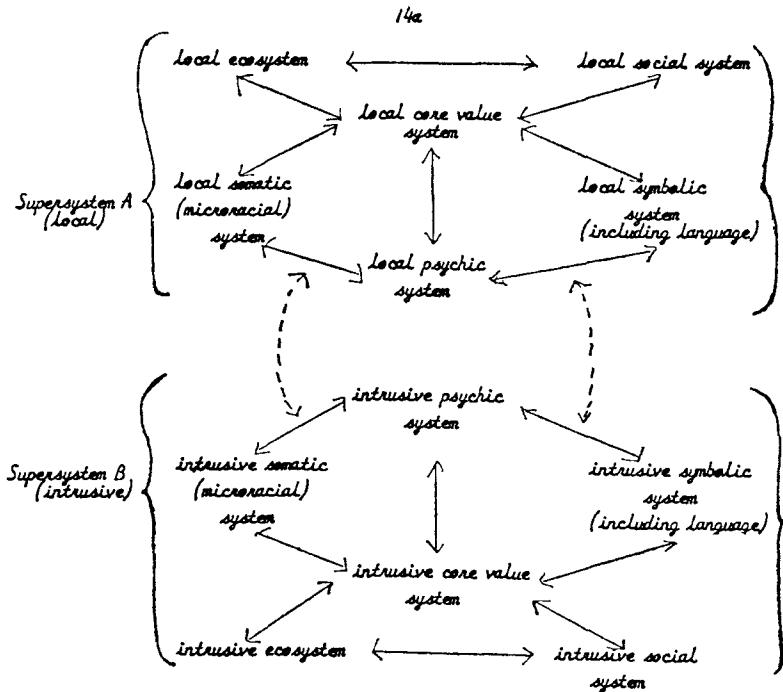 14a
local ecosystem
local social system
local core value
system
local somatic
(microracial)
system
local symbolic
system
(including language)
Supersystem A
(local)
local psychic
system
intrusive psychic
system
Supersystem B
(intrusive)
intrusive somatic
(microracial)
system
intrusive symbolic
system
(including language)
intrusive core value
system
intrusive ecosystem
intrusive social
system